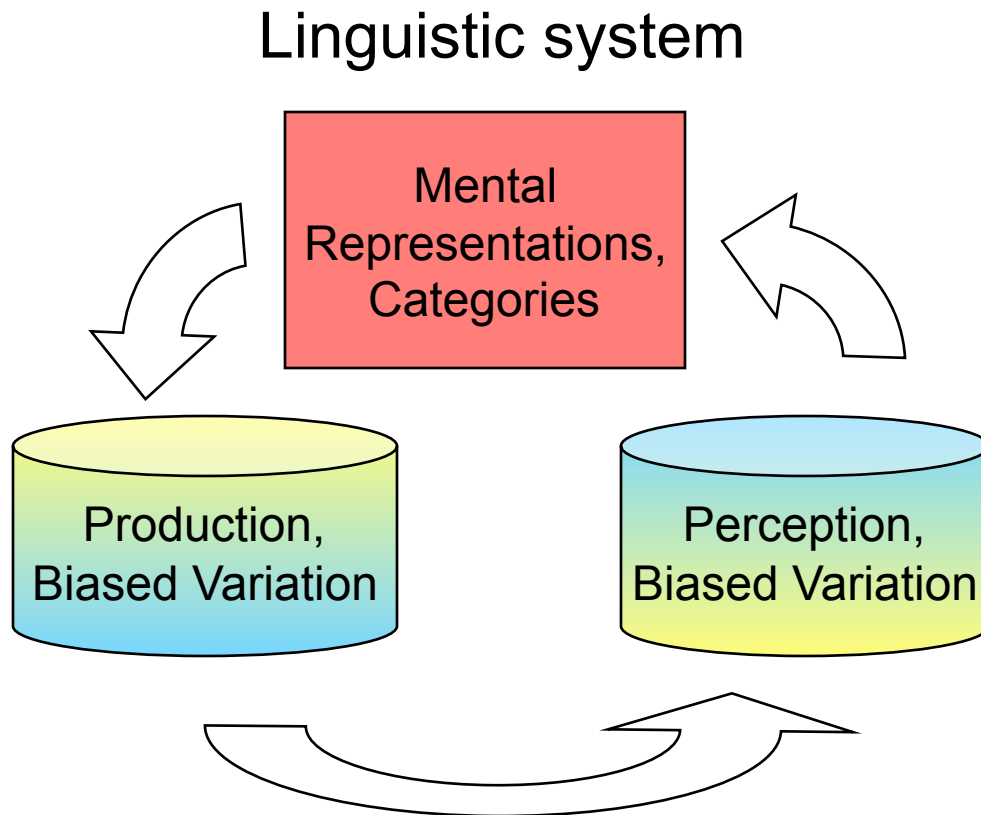 Linguistic system
Mental
Representations,
Categories
Production,
Biased Variation
Perception,
Biased Variation